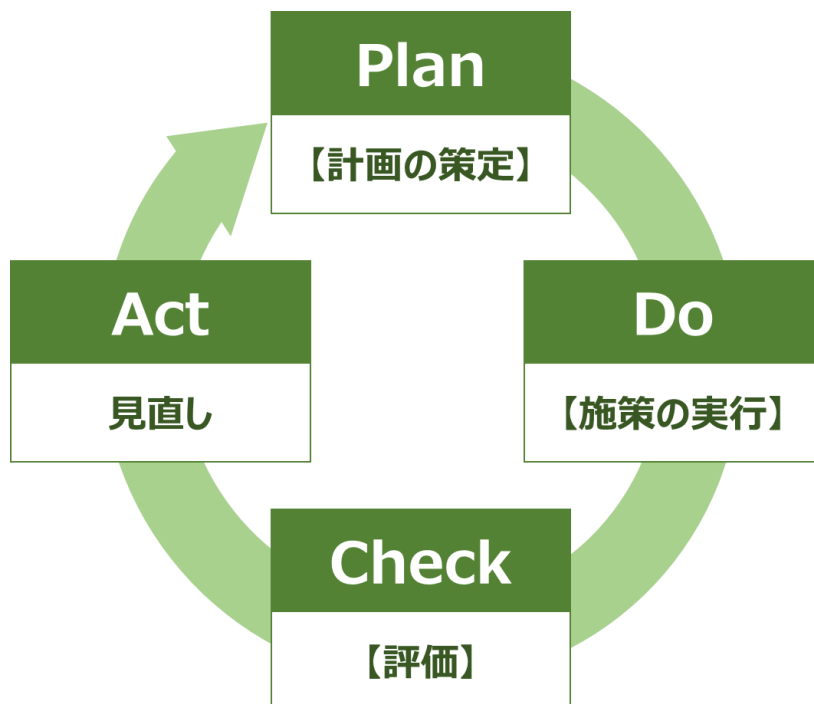 Plan
【計画の策定】
Do
【施策の実行】
Check
【評価】
Act
見直し